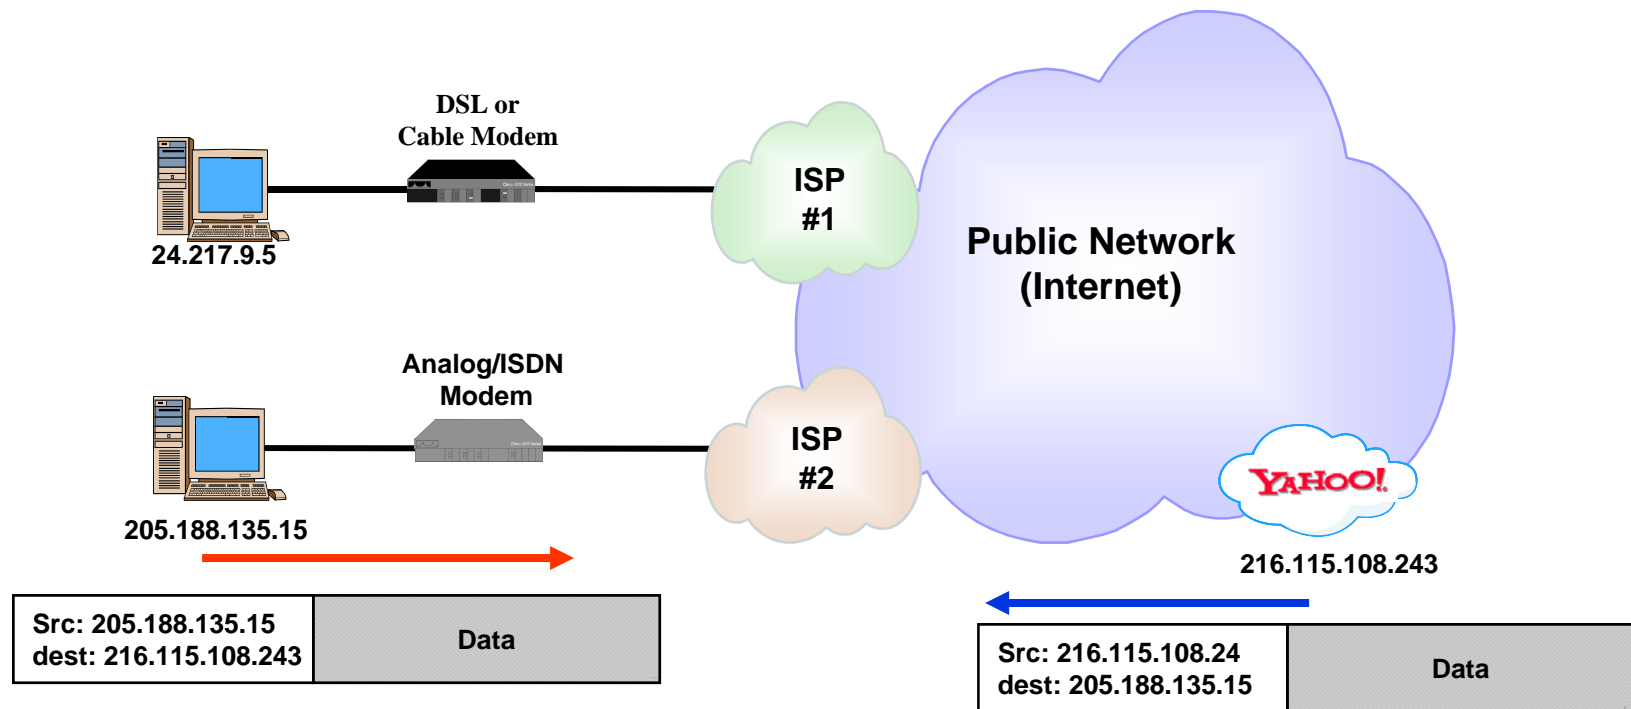 DSL or
Cable Modem
24.217.9.5
ISP
#1
Public Network
(Internet)
Analog/ISDN
Modem
205.188.135.15
ISP
#2
YAHOO!
216.115.108.243
Src: 205.188.135.15
dest: 216.115.108.243
Data
Src: 216.115.108.24
dest: 205.188.135.15
Data